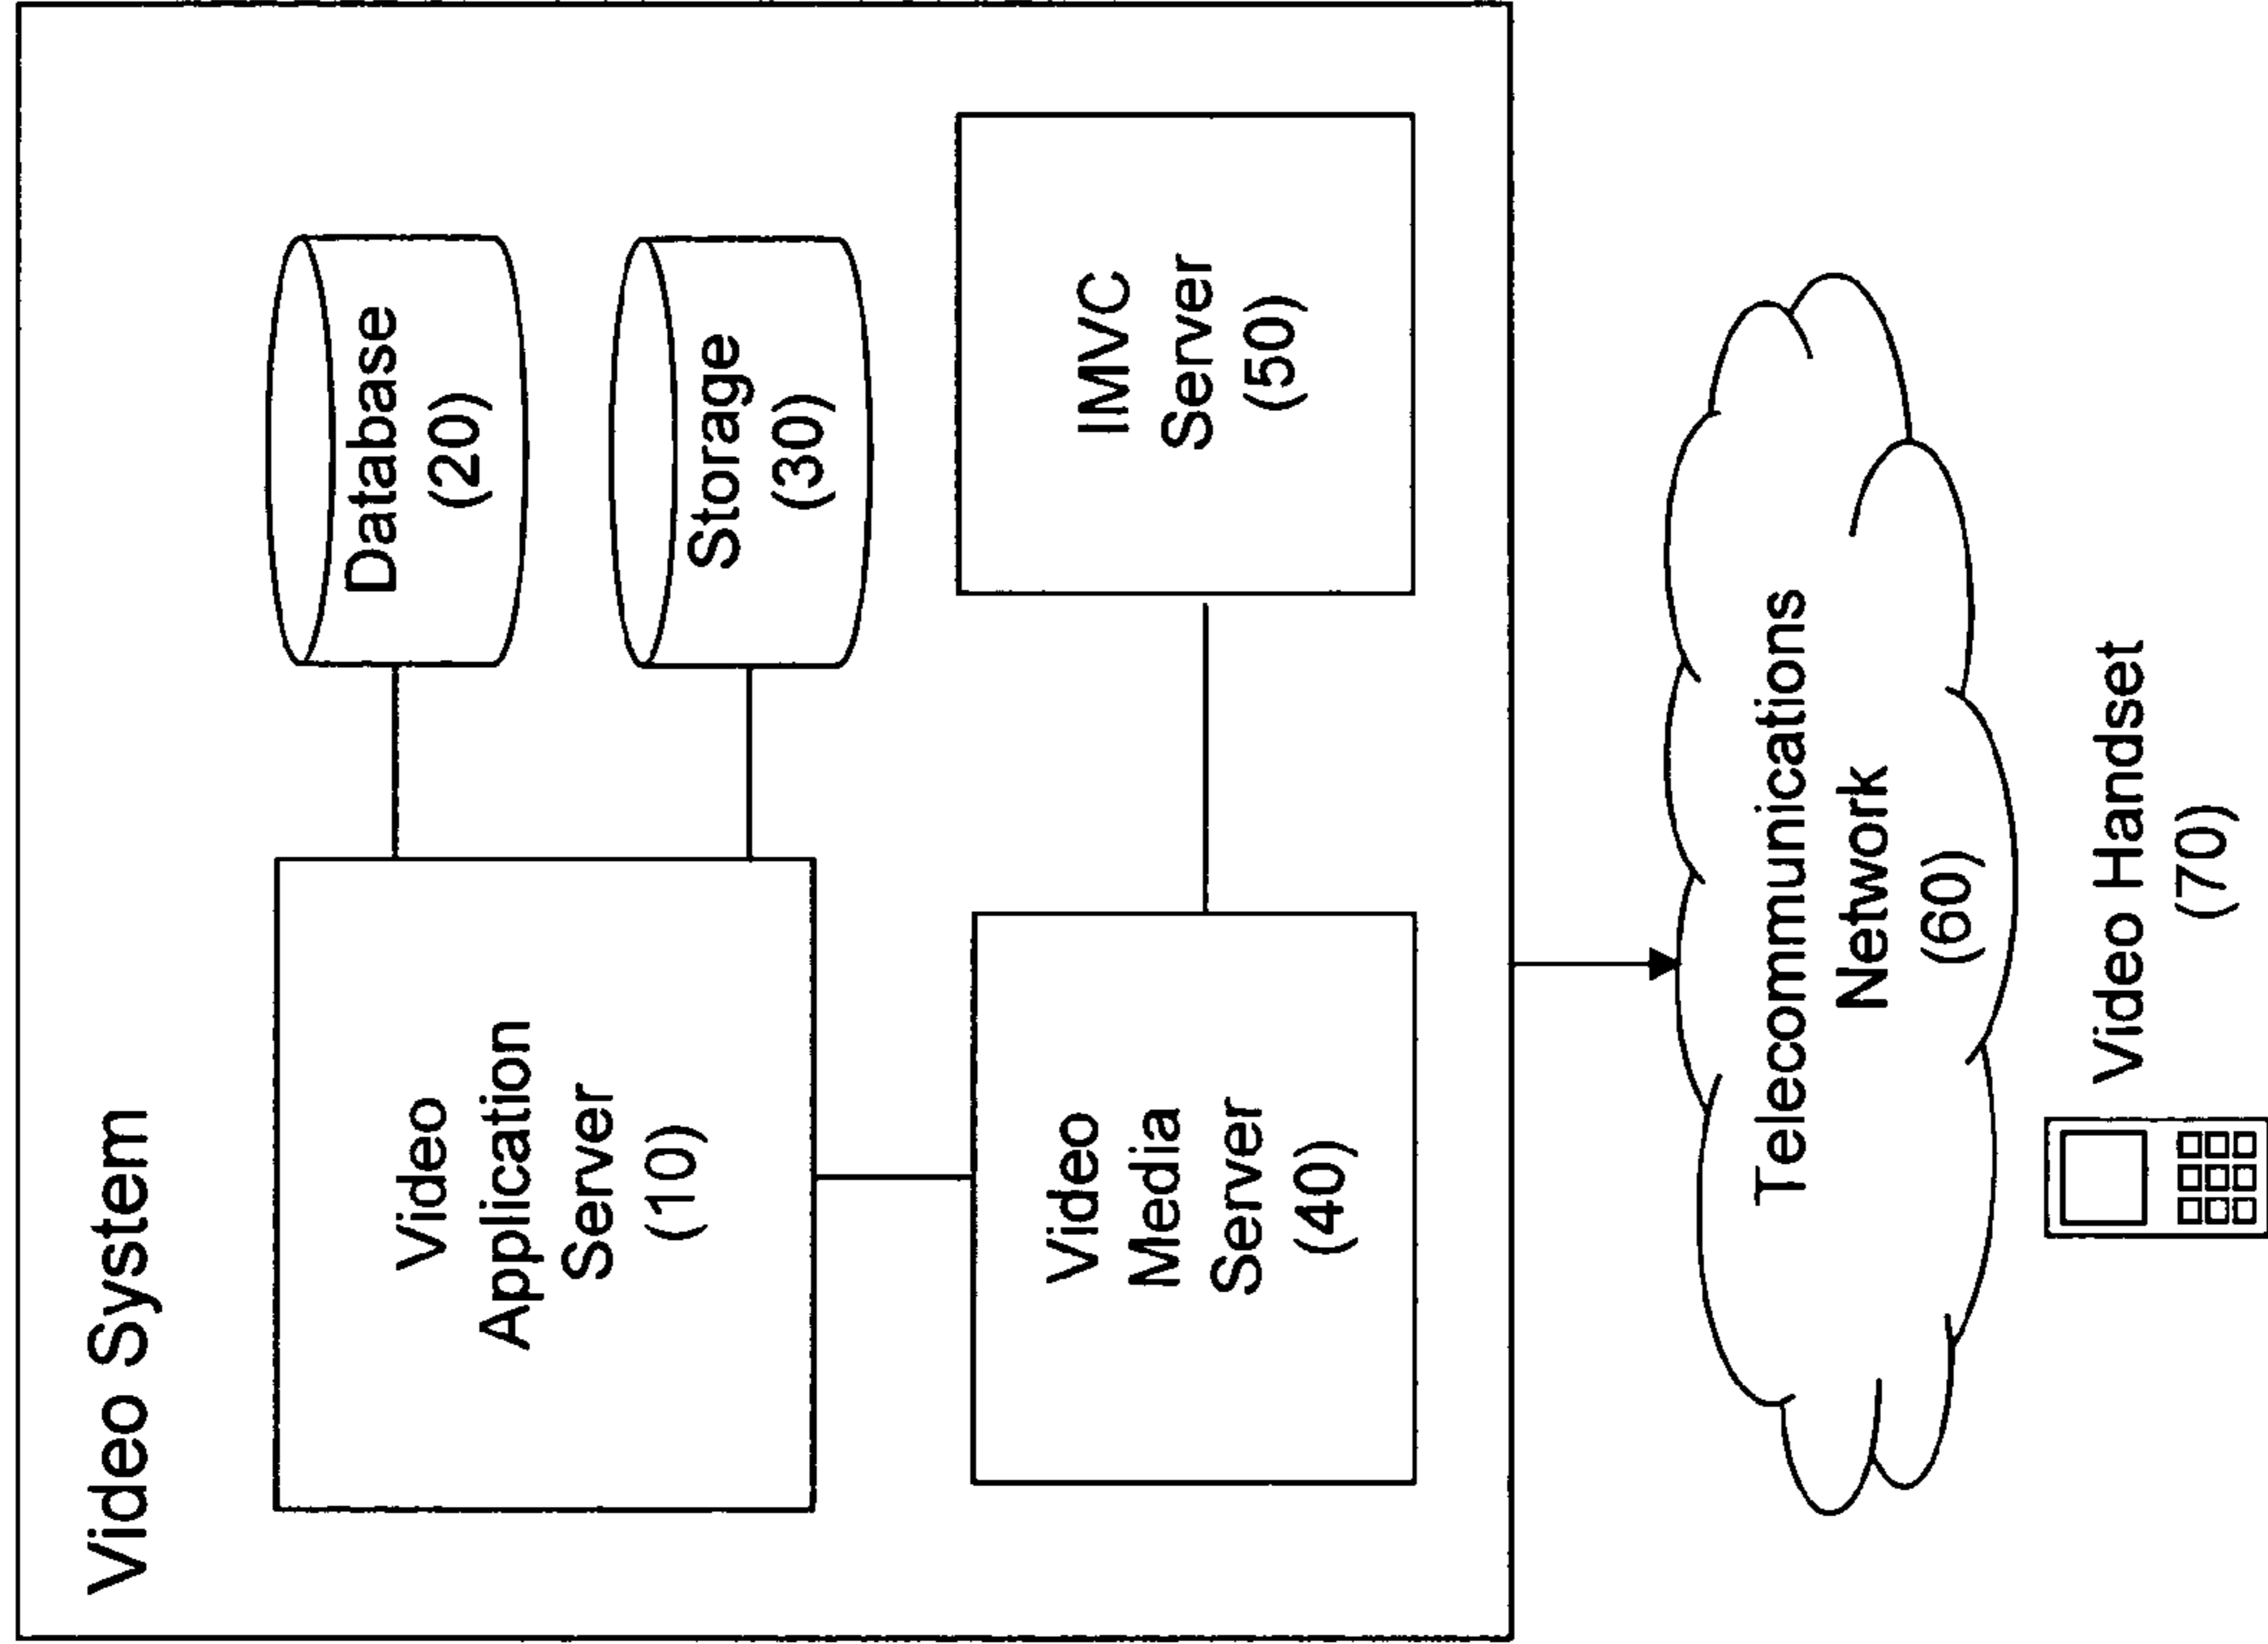 Video System
Video
Application
Server
(10)
Database
(20)
Storage
(30)
Video
Media
Server
(40)
IMVC
Server
(50)
Telecommunications
Network
(60)
Video Handset
(70)